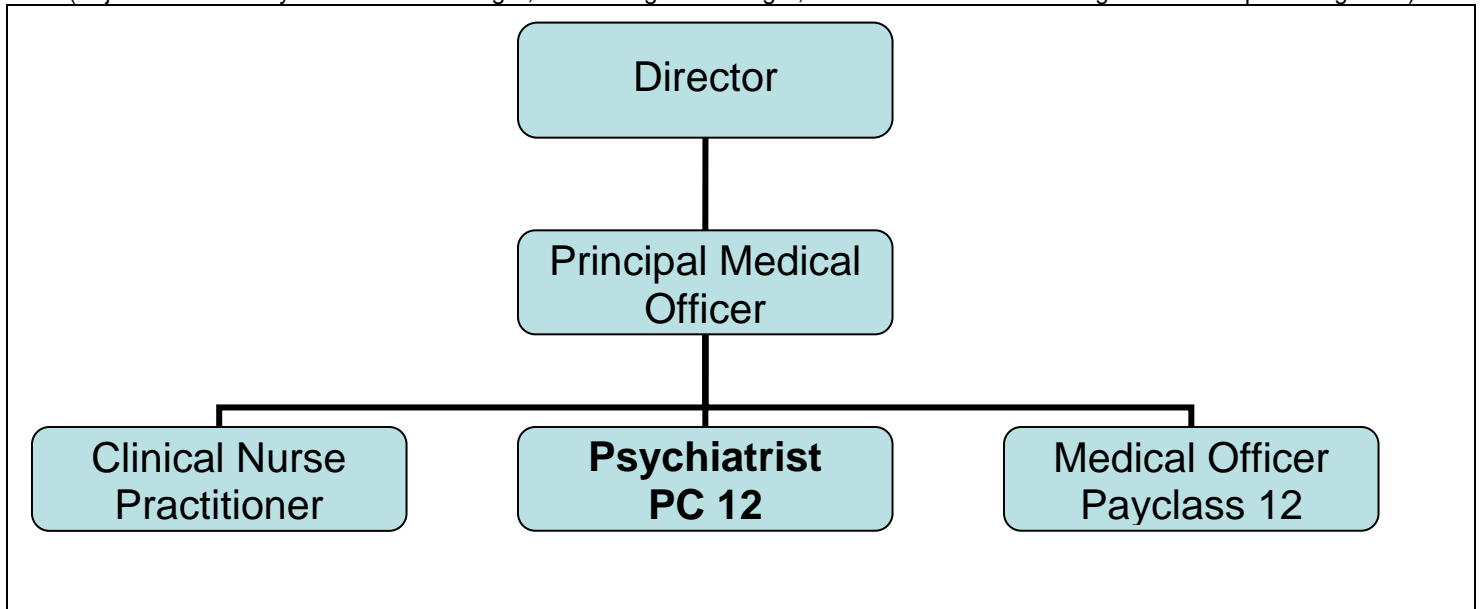 Director
Principal Medical
Officer
Clinical Nurse
Practitioner
Psychiatrist
PC 12
Medical Officer
Payclass 12